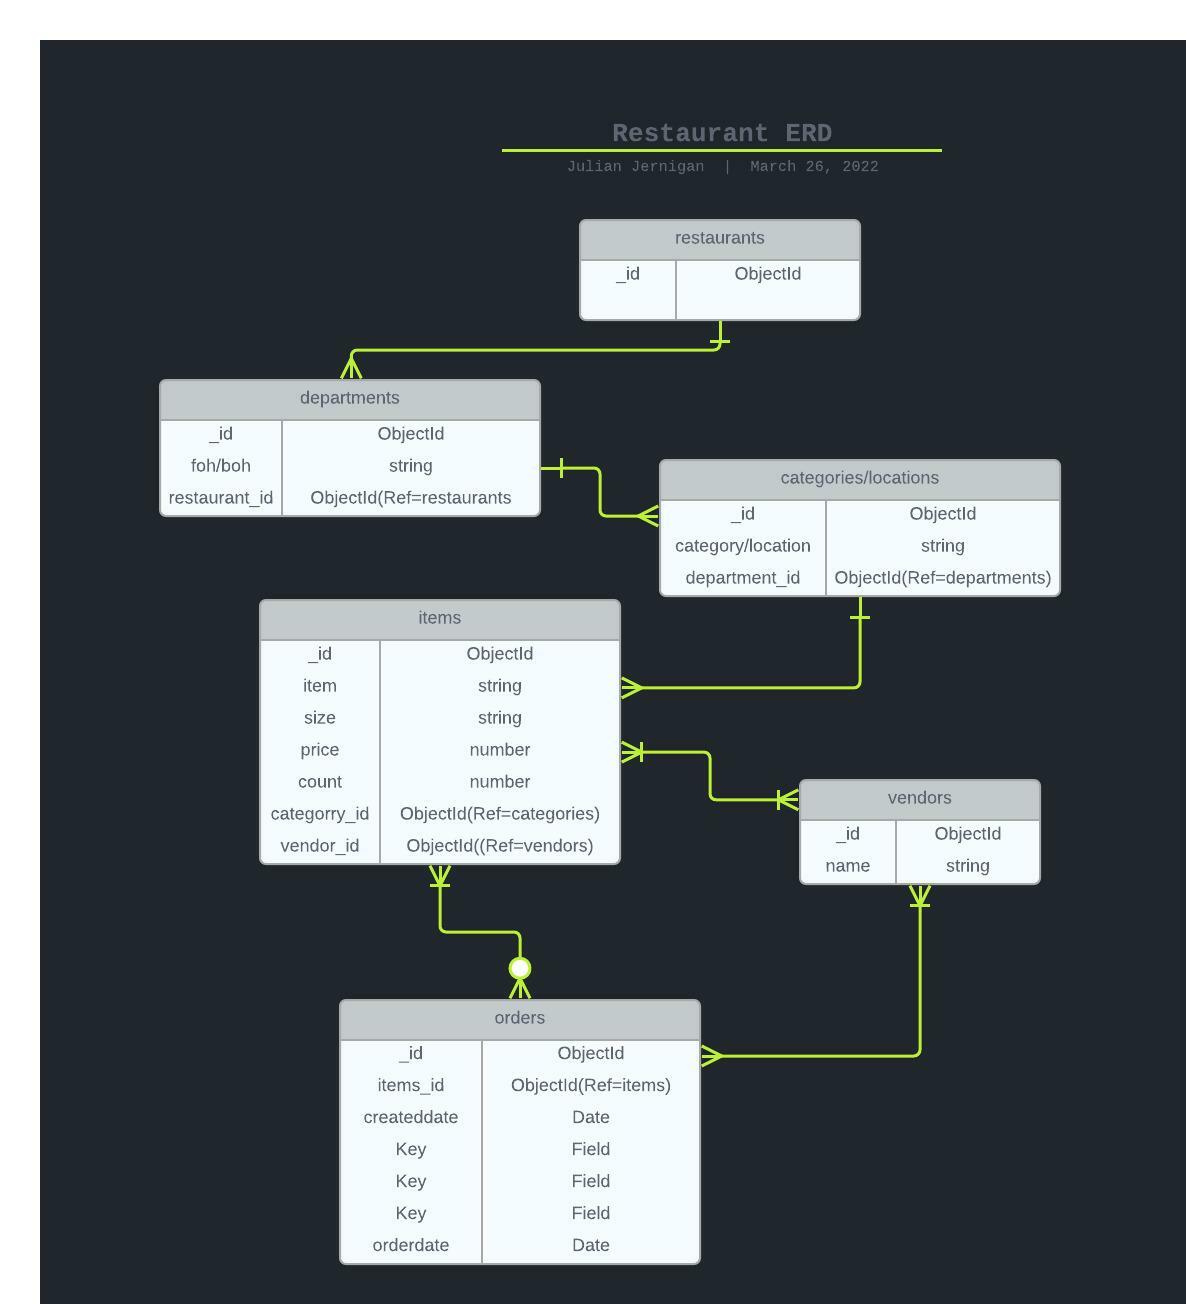 Restaurant ERD
Julian Jernigan | March 26, 2022
restaurants
_id ObjectId
departments
_id ObjectId
foh/boh string
restaurant_id ObjectId(Ref=restaurants
categories/locations
_id ObjectId
category/location string
department_id ObjectId(Ref=departments)
items
_id ObjectId
item string
size string
price number
count number
categorry_id ObjectId(Ref=categories)
vendor_id ObjectId((Ref=vendors)
vendors
_id ObjectId
name string
orders
_id ObjectId
items_id ObjectId(Ref=items)
createddate Date
Key Field
Key Field
Key Field
orderdate Date